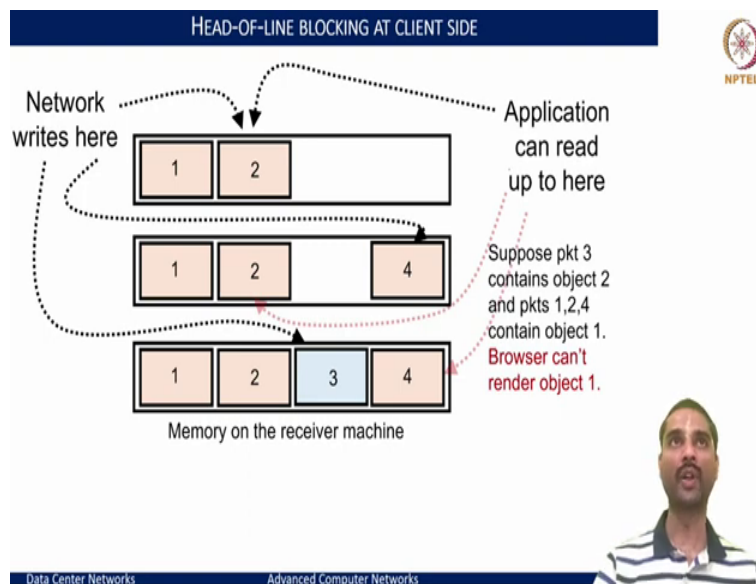 HEAD-OF-LINE BLOCKING AT CLIENT SIDE
NPTEL
Network
writes here
Application
can read
up to here
1 2
1 2 4
1 2 3 4
Suppose pkt 3
contains object 2
and pkts 1,2,4
contain object 1.
Browser can't
render object 1.
Memory on the receiver machine
Data Center Networks
Advanced Computer Networks